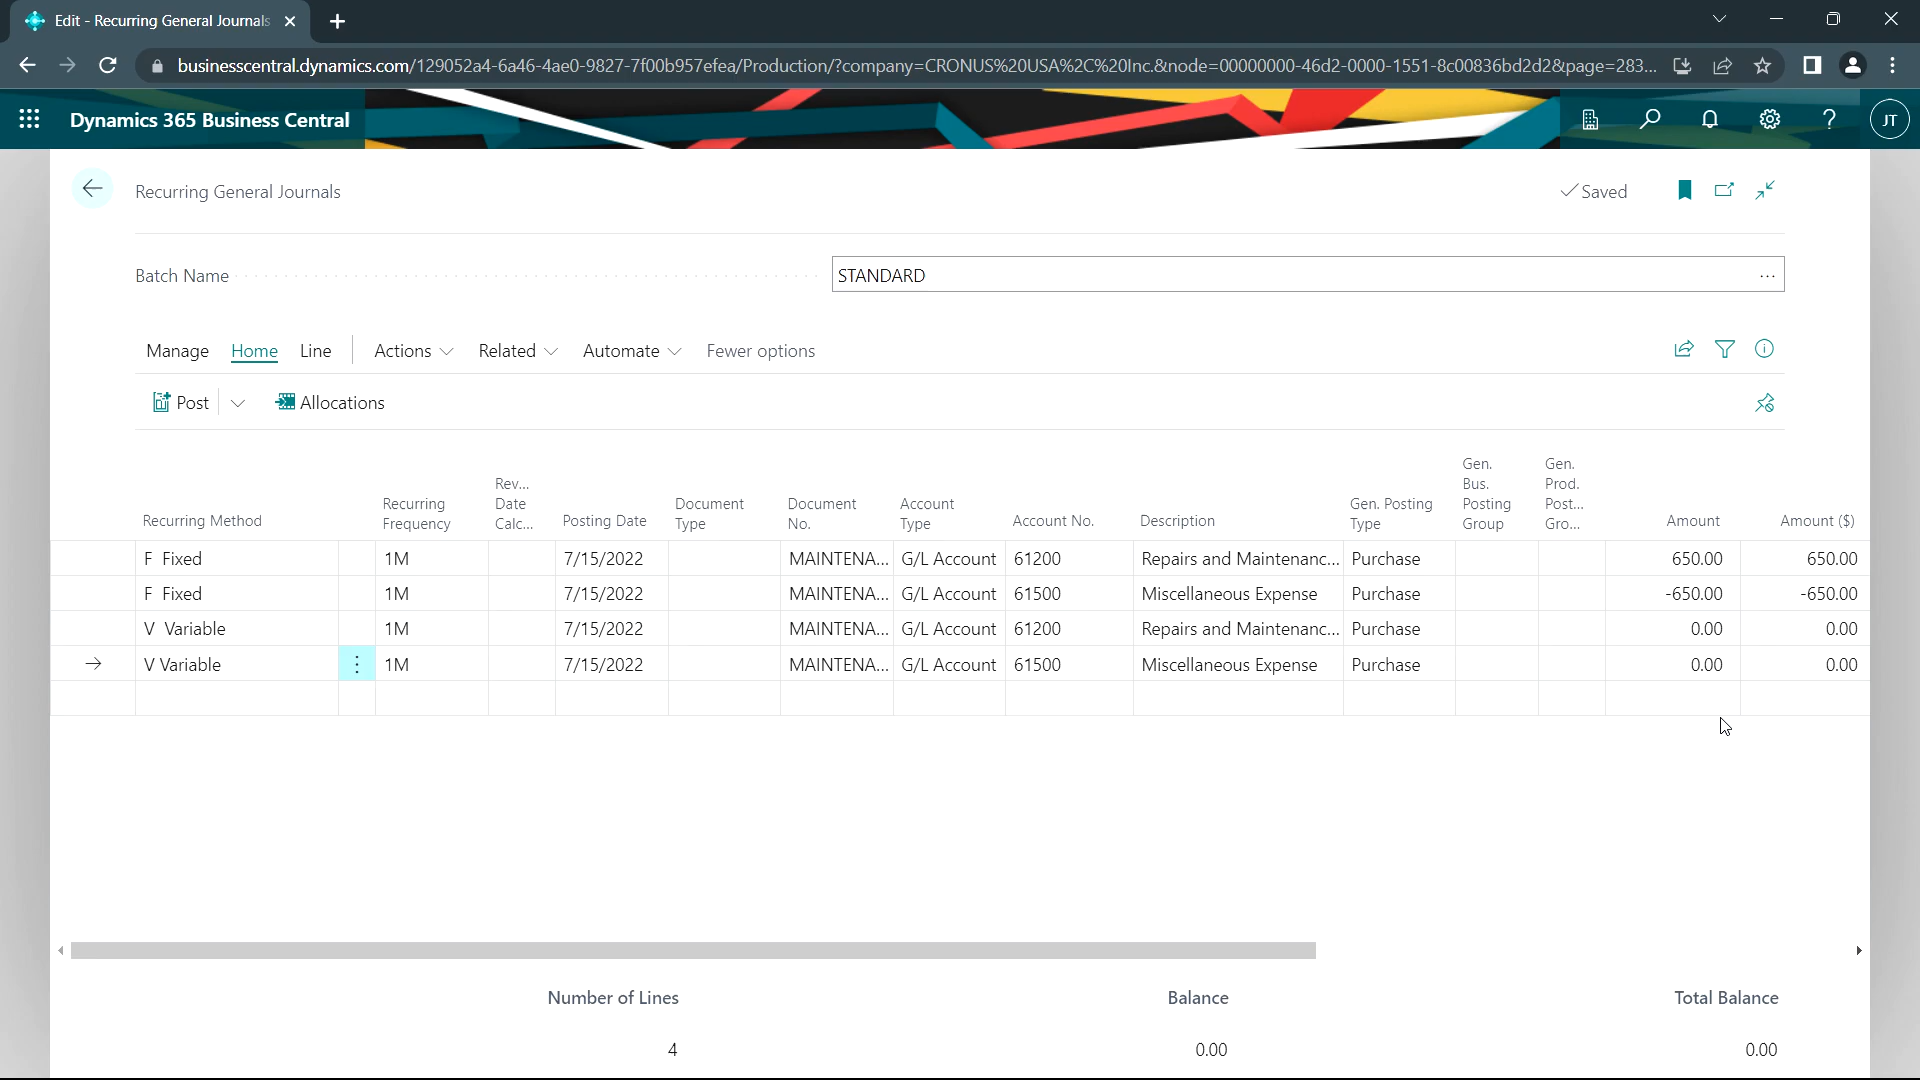 Edit - Recurring General Journals
businesscentral.dynamics.com/129052a4-6a46-4ae0-9827-7f00b957efea/Production/?company=CRONUS%20USA%2C%20Inc.&node=00000000-46d2-0000-1551-8c00836bd2d2&page=283...
Dynamics 365 Business Central
JT
Recurring General Journals
Saved
Batch Name
STANDARD
Manage Home Line Actions Related Automate Fewer options
Post Allocations
Recurring Method Recurring Frequency Rev... Date Calc... Posting Date Document Type Document No. Account Type Account No. Description Gen. Posting Type Gen. Bus. Posting Group Gen. Prod. Post... Gro... Amount Amount ($)
F Fixed 1M 7/15/2022 MAINTENA... G/L Account 61200 Repairs and Maintenanc... Purchase 650.00 650.00
F Fixed 1M 7/15/2022 MAINTENA... G/L Account 61500 Miscellaneous Expense Purchase -650.00 -650.00
V Variable 1M 7/15/2022 MAINTENA... G/L Account 61200 Repairs and Maintenanc... Purchase 0.00 0.00
V Variable 1M 7/15/2022 MAINTENA... G/L Account 61500 Miscellaneous Expense Purchase 0.00 0.00
Number of Lines Balance Total Balance
4 0.00 0.00